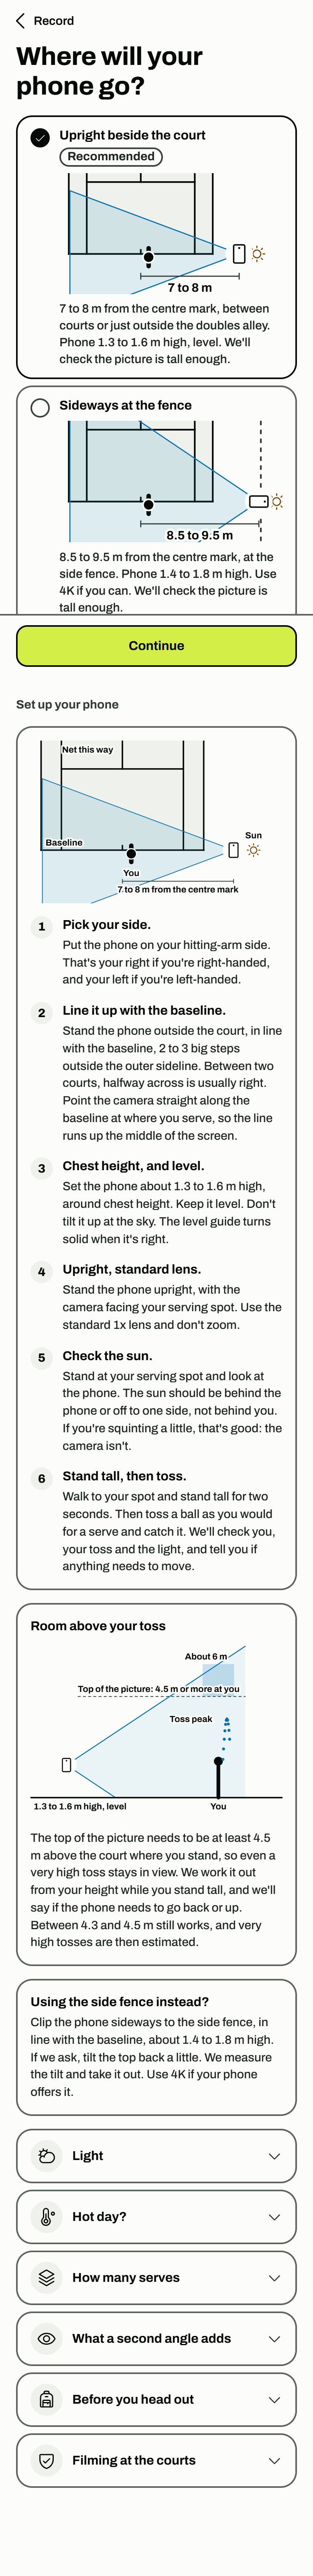 Record
Where will your
phone go?
Upright beside the court
Recommended
7 to 8 m
7 to 8 m from the centre mark, between
courts or just outside the doubles alley.
Phone 1.3 to 1.6 m high, level. We'll
check the picture is tall enough.
Sideways at the fence
8.5 to 9.5 m
8.5 to 9.5 m from the centre mark, at the
side fence. Phone 1.4 to 1.8 m high. Use
4K if you can. We'll check the picture is
tall enough.
Continue
Set up your phone
Net this way
Sun
Baseline
You
7 to 8 m from the centre mark
1 Pick your side.
Put the phone on your hitting-arm side.
That's your right if you're right-handed,
and your left if you're left-handed.
2 Line it up with the baseline.
Stand the phone outside the court, in line
with the baseline, 2 to 3 big steps
outside the outer sideline. Between two
courts, halfway across is usually right.
Point the camera straight along the
baseline at where you serve, so the line
runs up the middle of the screen.
3 Chest height, and level.
Set the phone about 1.3 to 1.6 m high,
around chest height. Keep it level. Don't
tilt it up at the sky. The level guide turns
solid when it's right.
4 Upright, standard lens.
Stand the phone upright, with the
camera facing your serving spot. Use the
standard 1x lens and don't zoom.
5 Check the sun.
Stand at your serving spot and look at
the phone. The sun should be behind the
phone or off to one side, not behind you.
If you're squinting a little, that's good: the
camera isn't.
6 Stand tall, then toss.
Walk to your spot and stand tall for two
seconds. Then toss a ball as you would
for a serve and catch it. We'll check you,
your toss and the light, and tell you if
anything needs to move.
Room above your toss
About 6 m
Top of the picture: 4.5 m or more at you
Toss peak
1.3 to 1.6 m high, level
You
The top of the picture needs to be at least 4.5
m above the court where you stand, so even a
very high toss stays in view. We work it out
from your height while you stand tall, and we'll
say if the phone needs to go back or up.
Between 4.3 and 4.5 m still works, and very
high tosses are then estimated.
Using the side fence instead?
Clip the phone sideways to the side fence, in
line with the baseline, about 1.4 to 1.8 m high.
If we ask, tilt the top back a little. We measure
the tilt and take it out. Use 4K if your phone
offers it.
Light
Hot day?
How many serves
What a second angle adds
Before you head out
Filming at the courts